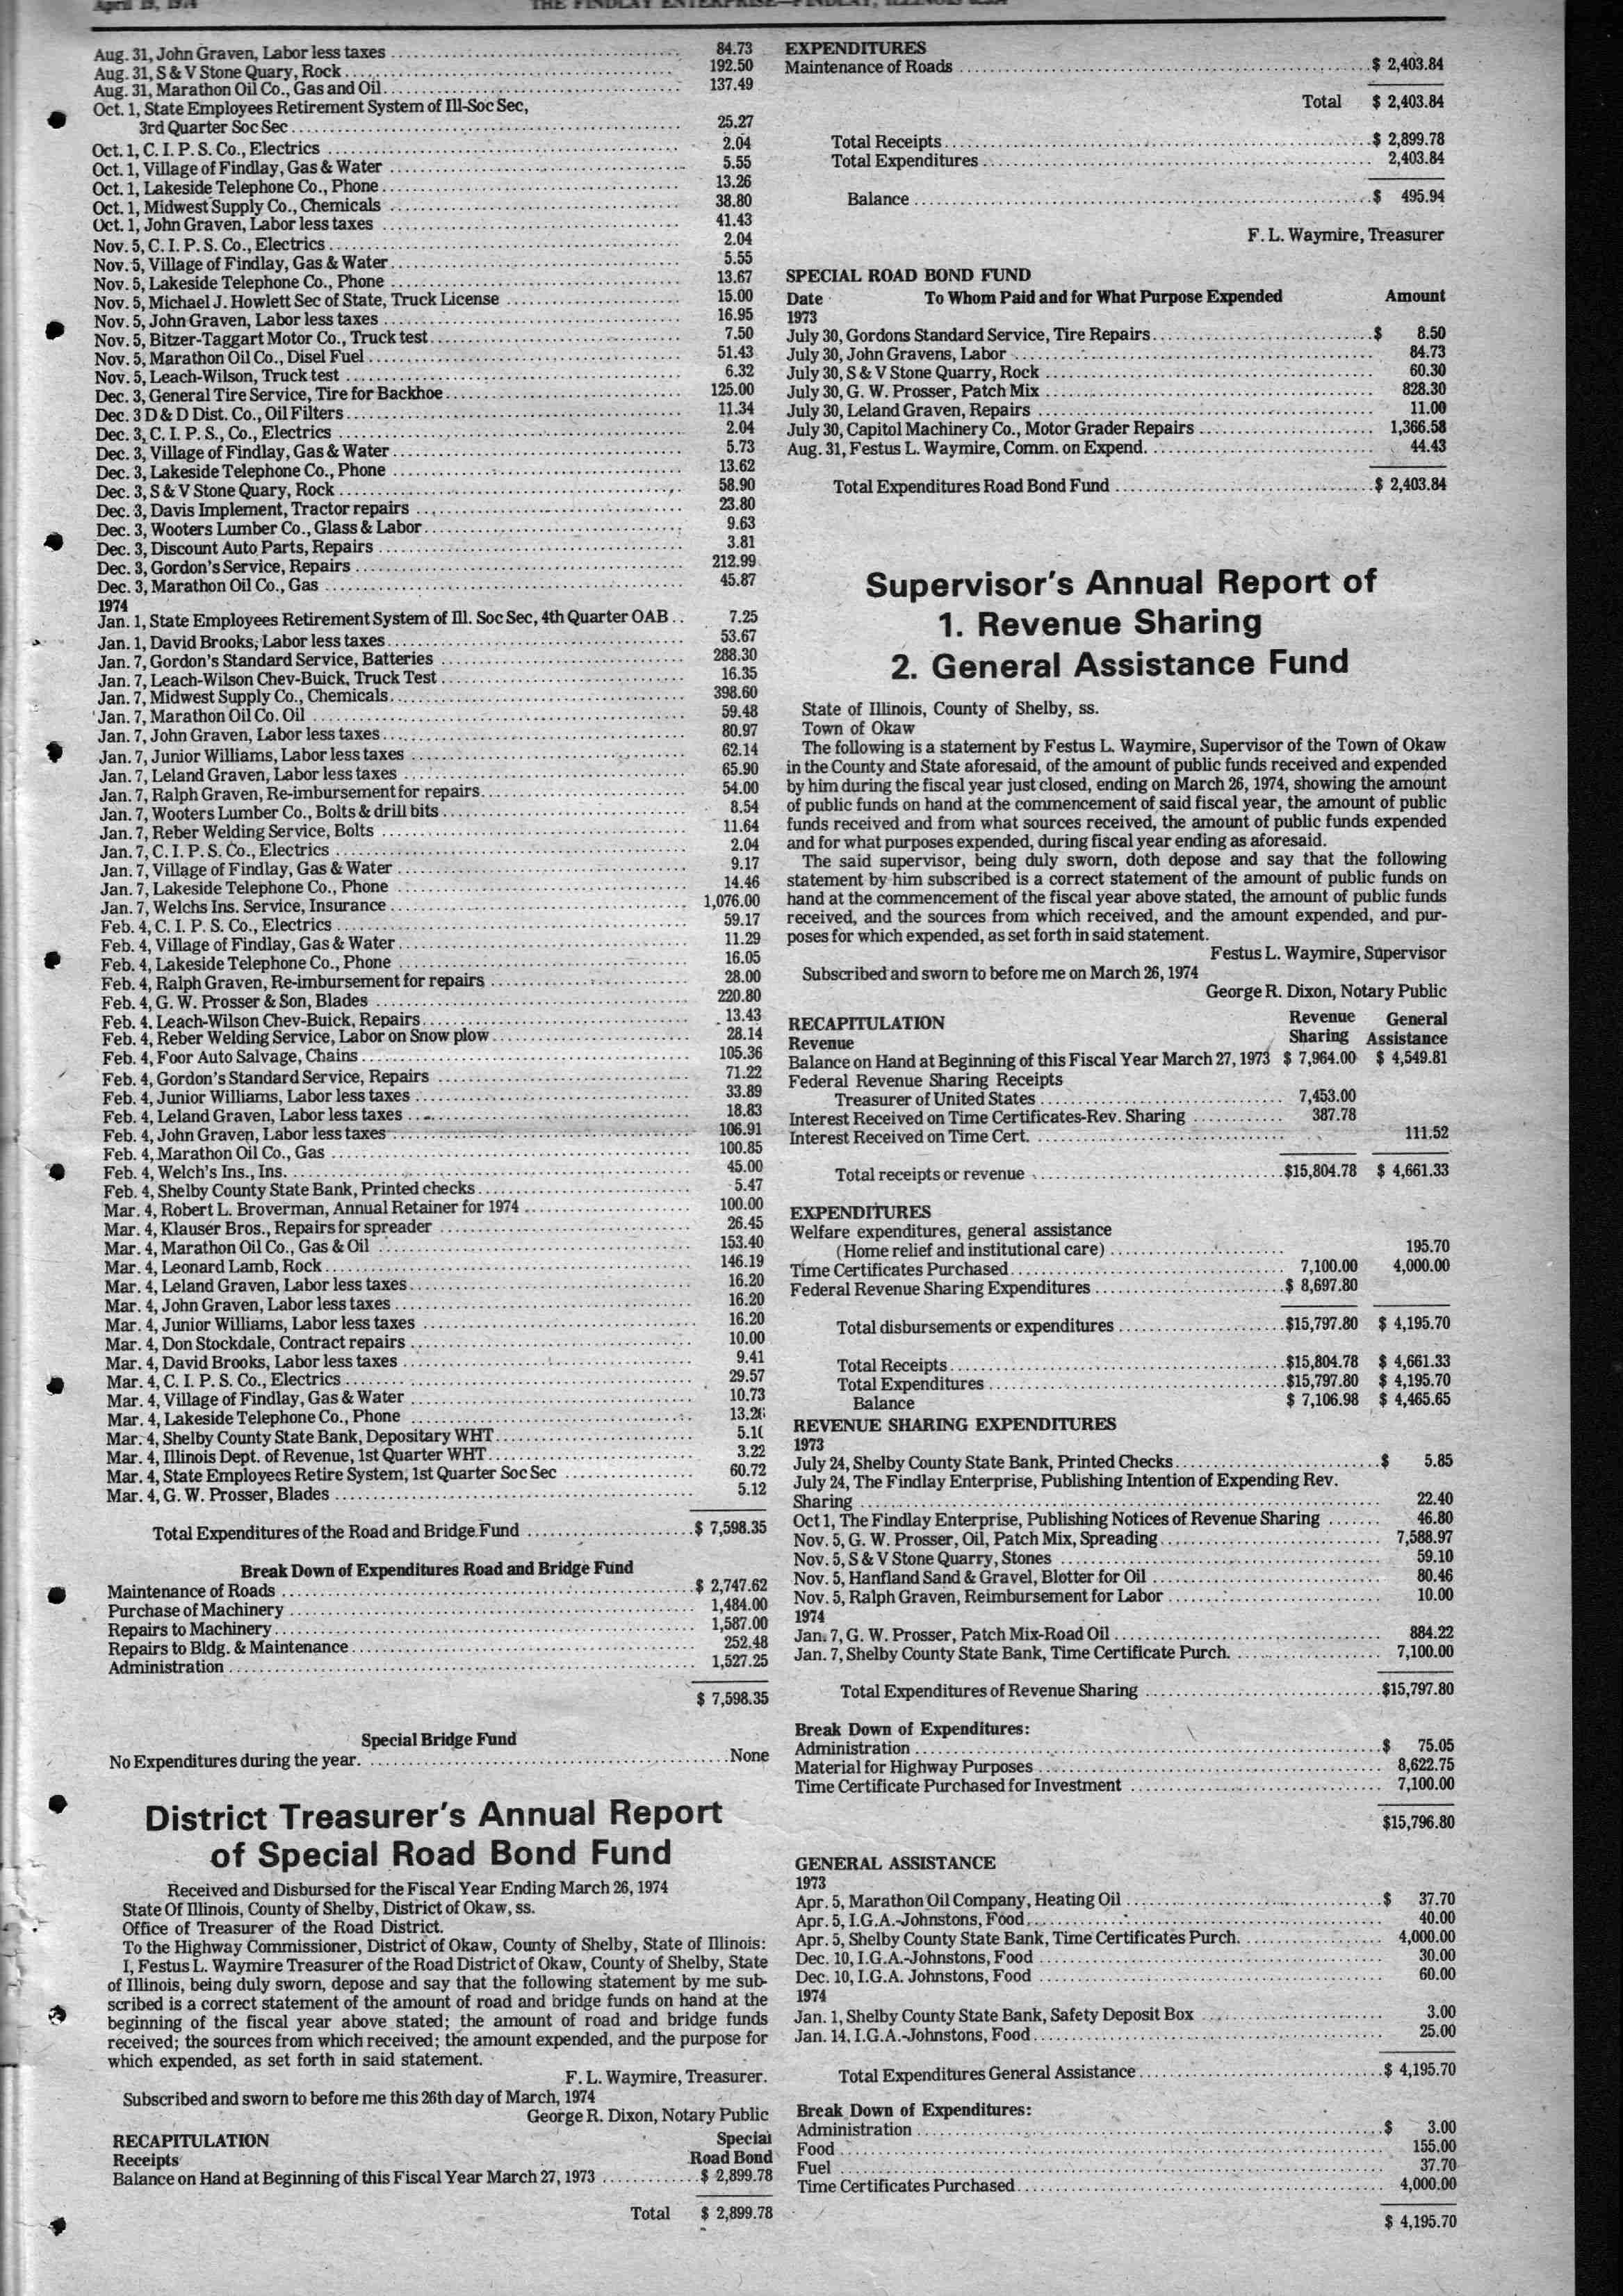 April 19, 1974
THE FINDLAY ENTERPRISE—FINDLAY, ILLINOIS
Aug. 31, John Graven, Labor less taxes 84.73
Aug. 31, S & V Stone Quary, Rock 192.50
Aug. 31, Marathon Oil Co., Gas and Oil 137.49
Oct. 1, State Employees Retirement System of Ill-Soc Sec,
3rd Quarter Soc Sec 25.27
Oct. 1, C. I. P. S. Co., Electrics 2.04
Oct. 1, Village of Findlay, Gas & Water 5.55
Oct. 1, Lakeside Telephone Co., Phone 13.26
Oct. 1, Midwest Supply Co., Chemicals 38.80
Oct. 1, John Graven, Labor less taxes 41.43
Nov. 5, C. I. P. S. Co., Electrics 2.04
Nov. 5, Village of Findlay, Gas & Water 5.55
Nov. 5, Lakeside Telephone Co., Phone 13.67
Nov. 5, Michael J. Howlett Sec of State, Truck License 15.00
Nov. 5, John Graven, Labor less taxes 16.95
Nov. 5, Bitzer-Taggart Motor Co., Truck test 7.50
Nov. 5, Marathon Oil Co., Disel Fuel 51.43
Nov. 5, Leach-Wilson, Truck test 6.32
Dec. 3, General Tire Service, Tire for Backhoe 125.00
Dec. 3 D & D Dist. Co., Oil Filters 11.34
Dec. 3, C. I. P. S., Co., Electrics 2.04
Dec. 3, Village of Findlay, Gas & Water 5.73
Dec. 3, Lakeside Telephone Co., Phone 13.62
Dec. 3, S & V Stone Quary, Rock 58.90
Dec. 3, Davis Implement, Tractor repairs 23.80
Dec. 3, Wooters Lumber Co., Glass & Labor 9.63
Dec. 3, Discount Auto Parts, Repairs 3.81
Dec. 3, Gordon's Service, Repairs 212.99
Dec. 3, Marathon Oil Co., Gas 45.87
1974
Jan. 1, State Employees Retirement System of Ill. Soc Sec, 4th Quarter OAB 7.25
Jan. 1, David Brooks, Labor less taxes 53.67
Jan. 7, Gordon's Standard Service, Batteries 288.30
Jan. 7, Leach-Wilson Chev-Buick, Truck Test 16.35
Jan. 7, Midwest Supply Co., Chemicals 398.60
Jan. 7, Marathon Oil Co. Oil 59.48
Jan. 7, John Graven, Labor less taxes 80.97
Jan. 7, Junior Williams, Labor less taxes 62.14
Jan. 7, Leland Graven, Labor less taxes 65.90
Jan. 7, Ralph Graven, Re-imbursement for repairs 54.00
Jan. 7, Wooters Lumber Co., Bolts & drill bits 8.54
Jan. 7, Reber Welding Service, Bolts 11.64
Jan. 7, C. I. P. S. Co., Electrics 2.04
Jan. 7, Village of Findlay, Gas & Water 9.17
Jan. 7, Lakeside Telephone Co., Phone 14.46
Jan. 7, Welchs Ins. Service, Insurance 1,076.00
Feb. 4, C. I. P. S. Co., Electrics 59.17
Feb. 4, Village of Findlay, Gas & Water 11.29
Feb. 4, Lakeside Telephone Co., Phone 16.05
Feb. 4, Ralph Graven, Re-imbursement for repairs 28.00
Feb. 4, G. W. Prosser & Son, Blades 220.80
Feb. 4, Leach-Wilson Chev-Buick, Repairs 13.43
Feb. 4, Reber Welding Service, Labor on Snow plow 28.14
Feb. 4, Foor Auto Salvage, Chains 105.36
Feb. 4, Gordon's Standard Service, Repairs 71.22
Feb. 4, Junior Williams, Labor less taxes 33.89
Feb. 4, Leland Graven, Labor less taxes 18.83
Feb. 4, John Graven, Labor less taxes 106.91
Feb. 4, Marathon Oil Co., Gas 100.85
Feb. 4, Welch's Ins., Ins. 45.00
Feb. 4, Shelby County State Bank, Printed checks 5.47
Mar. 4, Robert L. Broverman, Annual Retainer for 1974 100.00
Mar. 4, Klauser Bros., Repairs for spreader 26.45
Mar. 4, Marathon Oil Co., Gas & Oil 153.40
Mar. 4, Leonard Lamb, Rock 146.19
Mar. 4, Leland Graven, Labor less taxes 16.20
Mar. 4, John Graven, Labor less taxes 16.20
Mar. 4, Junior Williams, Labor less taxes 16.20
Mar. 4, Don Stockdale, Contract repairs 10.00
Mar. 4, David Brooks, Labor less taxes 9.41
Mar. 4, C. I. P. S. Co., Electrics 29.57
Mar. 4, Village of Findlay, Gas & Water 10.73
Mar. 4, Lakeside Telephone Co., Phone 13.26
Mar. 4, Shelby County State Bank, Depositary WHT 5.10
Mar. 4, Illinois Dept. of Revenue, 1st Quarter WHT 3.22
Mar. 4, State Employees Retire System, 1st Quarter Soc Sec 60.72
Mar. 4, G. W. Prosser, Blades 5.12
Total Expenditures of the Road and Bridge Fund $ 7,598.35
Break Down of Expenditures Road and Bridge Fund
Maintenance of Roads $ 2,747.62
Purchase of Machinery 1,484.00
Repairs to Machinery 1,587.00
Repairs to Bldg. & Maintenance 252.48
Administration 1,527.25
$ 7,598.35
Special Bridge Fund
No Expenditures during the year. None
District Treasurer's Annual Report
of Special Road Bond Fund
Received and Disbursed for the Fiscal Year Ending March 26, 1974
State Of Illinois, County of Shelby, District of Okaw, ss.
Office of Treasurer of the Road District.
To the Highway Commissioner, District of Okaw, County of Shelby, State of Illinois:
I, Festus L. Waymire Treasurer of the Road District of Okaw, County of Shelby, State
of Illinois, being duly sworn, depose and say that the following statement by me sub-
scribed is a correct statement of the amount of road and bridge funds on hand at the
beginning of the fiscal year above stated; the amount of road and bridge funds
received; the sources from which received; the amount expended, and the purpose for
which expended, as set forth in said statement.
F. L. Waymire, Treasurer.
Subscribed and sworn to before me this 26th day of March, 1974
George R. Dixon, Notary Public
RECAPITULATION Special
Receipts Road Bond
Balance on Hand at Beginning of this Fiscal Year March 27, 1973 $ 2,899.78
Total $ 2,899.78
EXPENDITURES
Maintenance of Roads $ 2,403.84
Total $ 2,403.84
Total Receipts $ 2,899.78
Total Expenditures 2,403.84
Balance $ 495.94
F. L. Waymire, Treasurer
SPECIAL ROAD BOND FUND
Date To Whom Paid and for What Purpose Expended Amount
1973
July 30, Gordons Standard Service, Tire Repairs $ 8.50
July 30, John Gravens, Labor 84.73
July 30, S & V Stone Quarry, Rock 60.30
July 30, G. W. Prosser, Patch Mix 828.30
July 30, Leland Graven, Repairs 11.00
July 30, Capitol Machinery Co., Motor Grader Repairs 1,366.58
Aug. 31, Festus L. Waymire, Comm. on Expend. 44.43
Total Expenditures Road Bond Fund $ 2,403.84
Supervisor's Annual Report of
1. Revenue Sharing
2. General Assistance Fund
State of Illinois, County of Shelby, ss.
Town of Okaw
The following is a statement by Festus L. Waymire, Supervisor of the Town of Okaw
in the County and State aforesaid, of the amount of public funds received and expended
by him during the fiscal year just closed, ending on March 26, 1974, showing the amount
of public funds on hand at the commencement of said fiscal year, the amount of public
funds received and from what sources received, the amount of public funds expended
and for what purposes expended, during fiscal year ending as aforesaid.
The said supervisor, being duly sworn, doth depose and say that the following
statement by him subscribed is a correct statement of the amount of public funds on
hand at the commencement of the fiscal year above stated, the amount of public funds
received, and the sources from which received, and the amount expended, and pur-
poses for which expended, as set forth in said statement.
Festus L. Waymire, Supervisor
Subscribed and sworn to before me on March 26, 1974
George R. Dixon, Notary Public
RECAPITULATION Revenue General
Revenue Sharing Assistance
Balance on Hand at Beginning of this Fiscal Year March 27, 1973 $ 7,964.00 $ 4,549.81
Federal Revenue Sharing Receipts
Treasurer of United States 7,453.00
Interest Received on Time Certificates-Rev. Sharing 387.78
Interest Received on Time Cert. 111.52
Total receipts or revenue $15,804.78 $ 4,661.33
EXPENDITURES
Welfare expenditures, general assistance
(Home relief and institutional care) 195.70
Time Certificates Purchased 7,100.00 4,000.00
Federal Revenue Sharing Expenditures $ 8,697.80
Total disbursements or expenditures $15,797.80 $ 4,195.70
Total Receipts $15,804.78 $ 4,661.33
Total Expenditures $15,797.80 $ 4,195.70
Balance $ 7,106.98 $ 4,465.65
REVENUE SHARING EXPENDITURES
1973
July 24, Shelby County State Bank, Printed Checks $ 5.85
July 24, The Findlay Enterprise, Publishing Intention of Expending Rev.
Sharing 22.40
Oct 1, The Findlay Enterprise, Publishing Notices of Revenue Sharing 46.80
Nov. 5, G. W. Prosser, Oil, Patch Mix, Spreading 7,588.97
Nov. 5, S & V Stone Quarry, Stones 59.10
Nov. 5, Hanfland Sand & Gravel, Blotter for Oil 80.46
Nov. 5, Ralph Graven, Reimbursement for Labor 10.00
1974
Jan. 7, G. W. Prosser, Patch Mix-Road Oil 884.22
Jan. 7, Shelby County State Bank, Time Certificate Purch. 7,100.00
Total Expenditures of Revenue Sharing $15,797.80
Break Down of Expenditures:
Administration $ 75.05
Material for Highway Purposes 8,622.75
Time Certificate Purchased for Investment 7,100.00
$15,796.80
GENERAL ASSISTANCE
1973
Apr. 5, Marathon Oil Company, Heating Oil $ 37.70
Apr. 5, I.G.A.-Johnstons, Food 40.00
Apr. 5, Shelby County State Bank, Time Certificates Purch. 4,000.00
Dec. 10, I.G.A.-Johnstons, Food 30.00
Dec. 10, I.G.A. Johnstons, Food 60.00
1974
Jan. 1, Shelby County State Bank, Safety Deposit Box 3.00
Jan. 14, I.G.A.-Johnstons, Food 25.00
Total Expenditures General Assistance $ 4,195.70
Break Down of Expenditures:
Administration $ 3.00
Food 155.00
Fuel 37.70
Time Certificates Purchased 4,000.00
$ 4,195.70